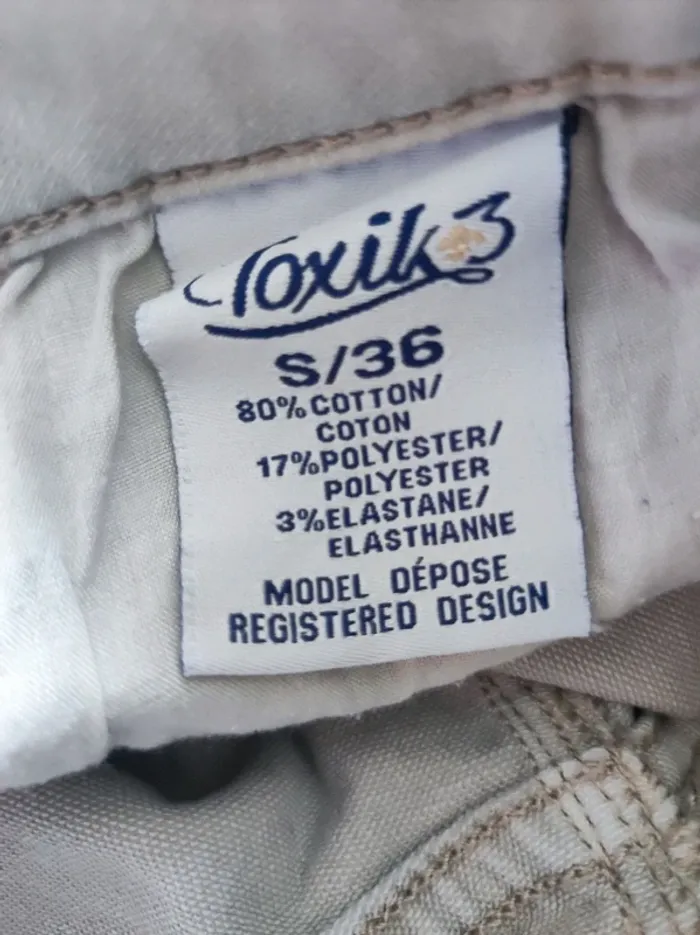 Toxik3
S/36
80% COTTON/
COTON
17%POLYESTER/
POLYESTER
3%ELASTANE/
ELASTHANNE
MODEL DÉPOSE
REGISTERED DESIGN